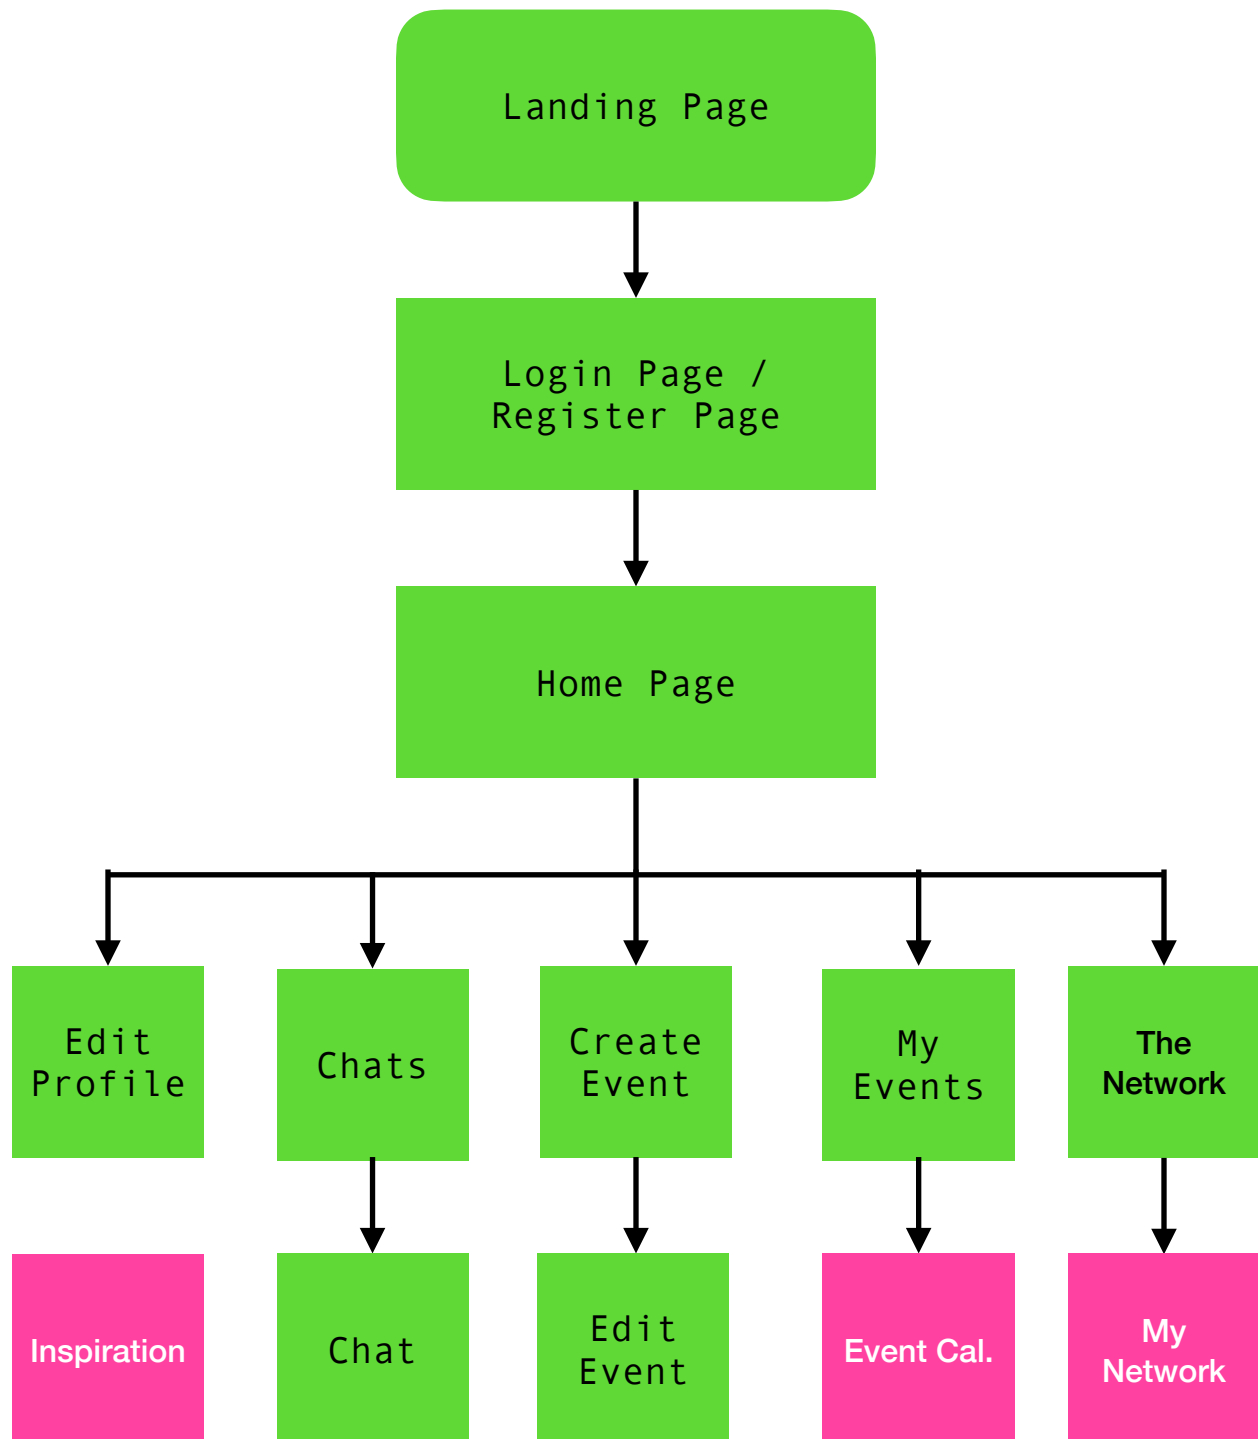 Landing Page
Login Page /
Register Page
Home Page
Edit
Profile
Chats
Create
Event
My
Events
The
Network
Inspiration
Chat
Edit
Event
Event Cal.
My
Network